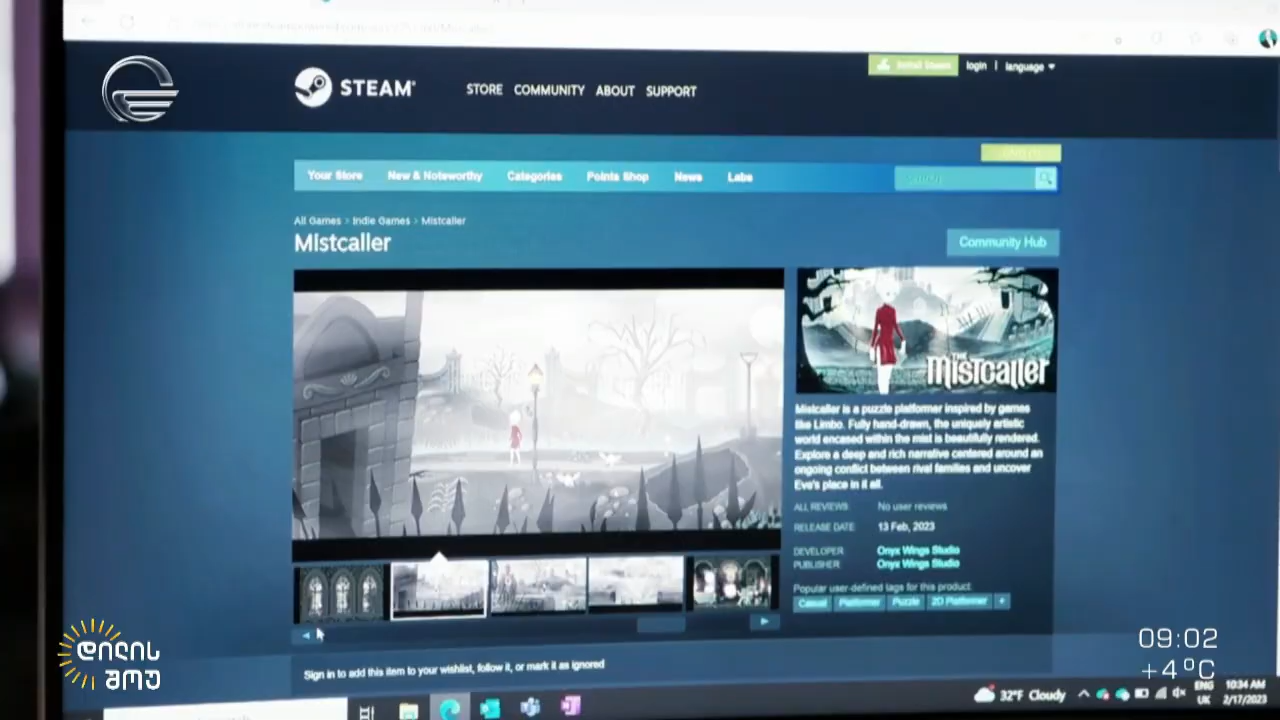 STEAM®
STORE COMMUNITY ABOUT SUPPORT
Install Steam login | language
Your Store New & Noteworthy Categories Points Shop News Labs
All Games > Indie Games > Mistcaller
Mistcaller
Community Hub
THE MISTCALLER
Mistcaller is a puzzle platformer inspired by games
like Limbo. Fully hand-drawn, the uniquely artistic
world encased within the mist is beautifully rendered.
Explore a deep and rich narrative centered around an
ongoing conflict between rival families and uncover
Eva's place in it all.
ALL REVIEWS: No user reviews
RELEASE DATE: 13 Feb, 2023
DEVELOPER: Onyx Wings Studio
PUBLISHER: Onyx Wings Studio
Popular user-defined tags for this product:
Casual Platformer Puzzle 2D Platformer +
Sign in to add this item to your wishlist, follow it, or mark it as ignored
დილის
შოუ
09:02
+4°C
32°F Cloudy
ENG
UK
10:34 AM
2/17/2023